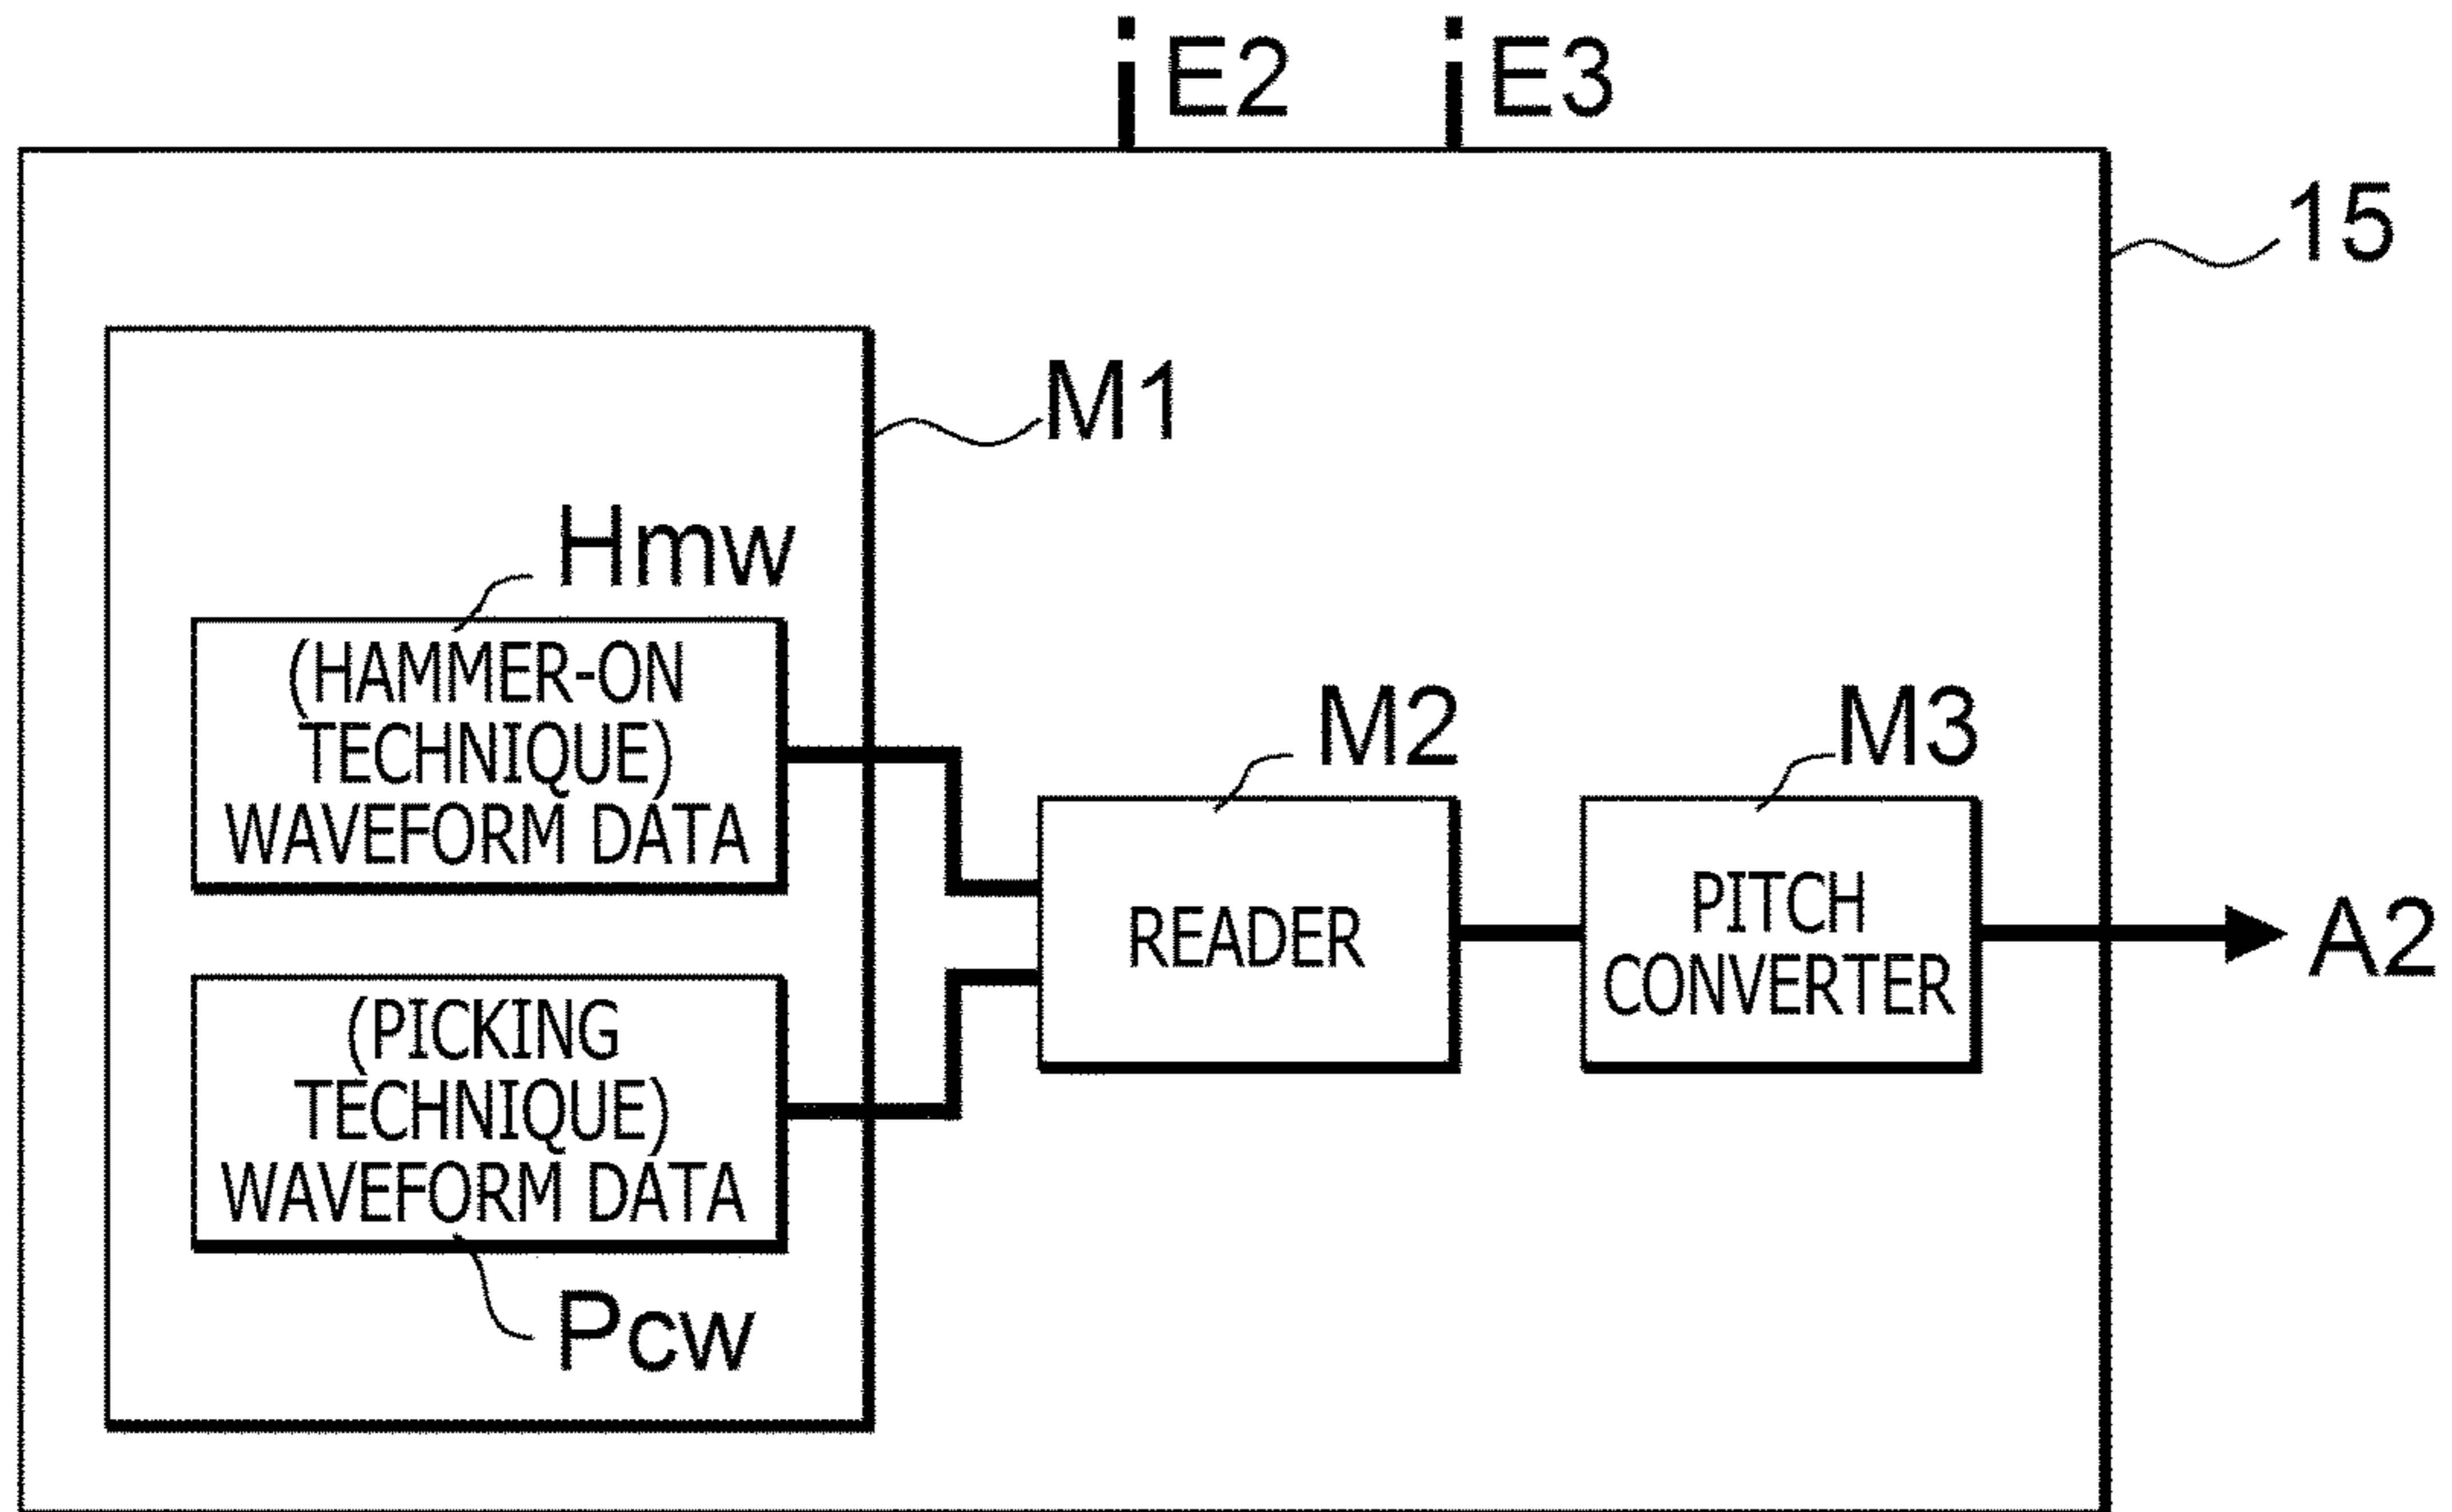 E2
E3
15
M1
Hmw
(HAMMER-ON
TECHNIQUE)
WAVEFORM DATA
M2
M3
READER
PITCH
CONVERTER
A2
(PICKING
TECHNIQUE)
WAVEFORM DATA
Pcw